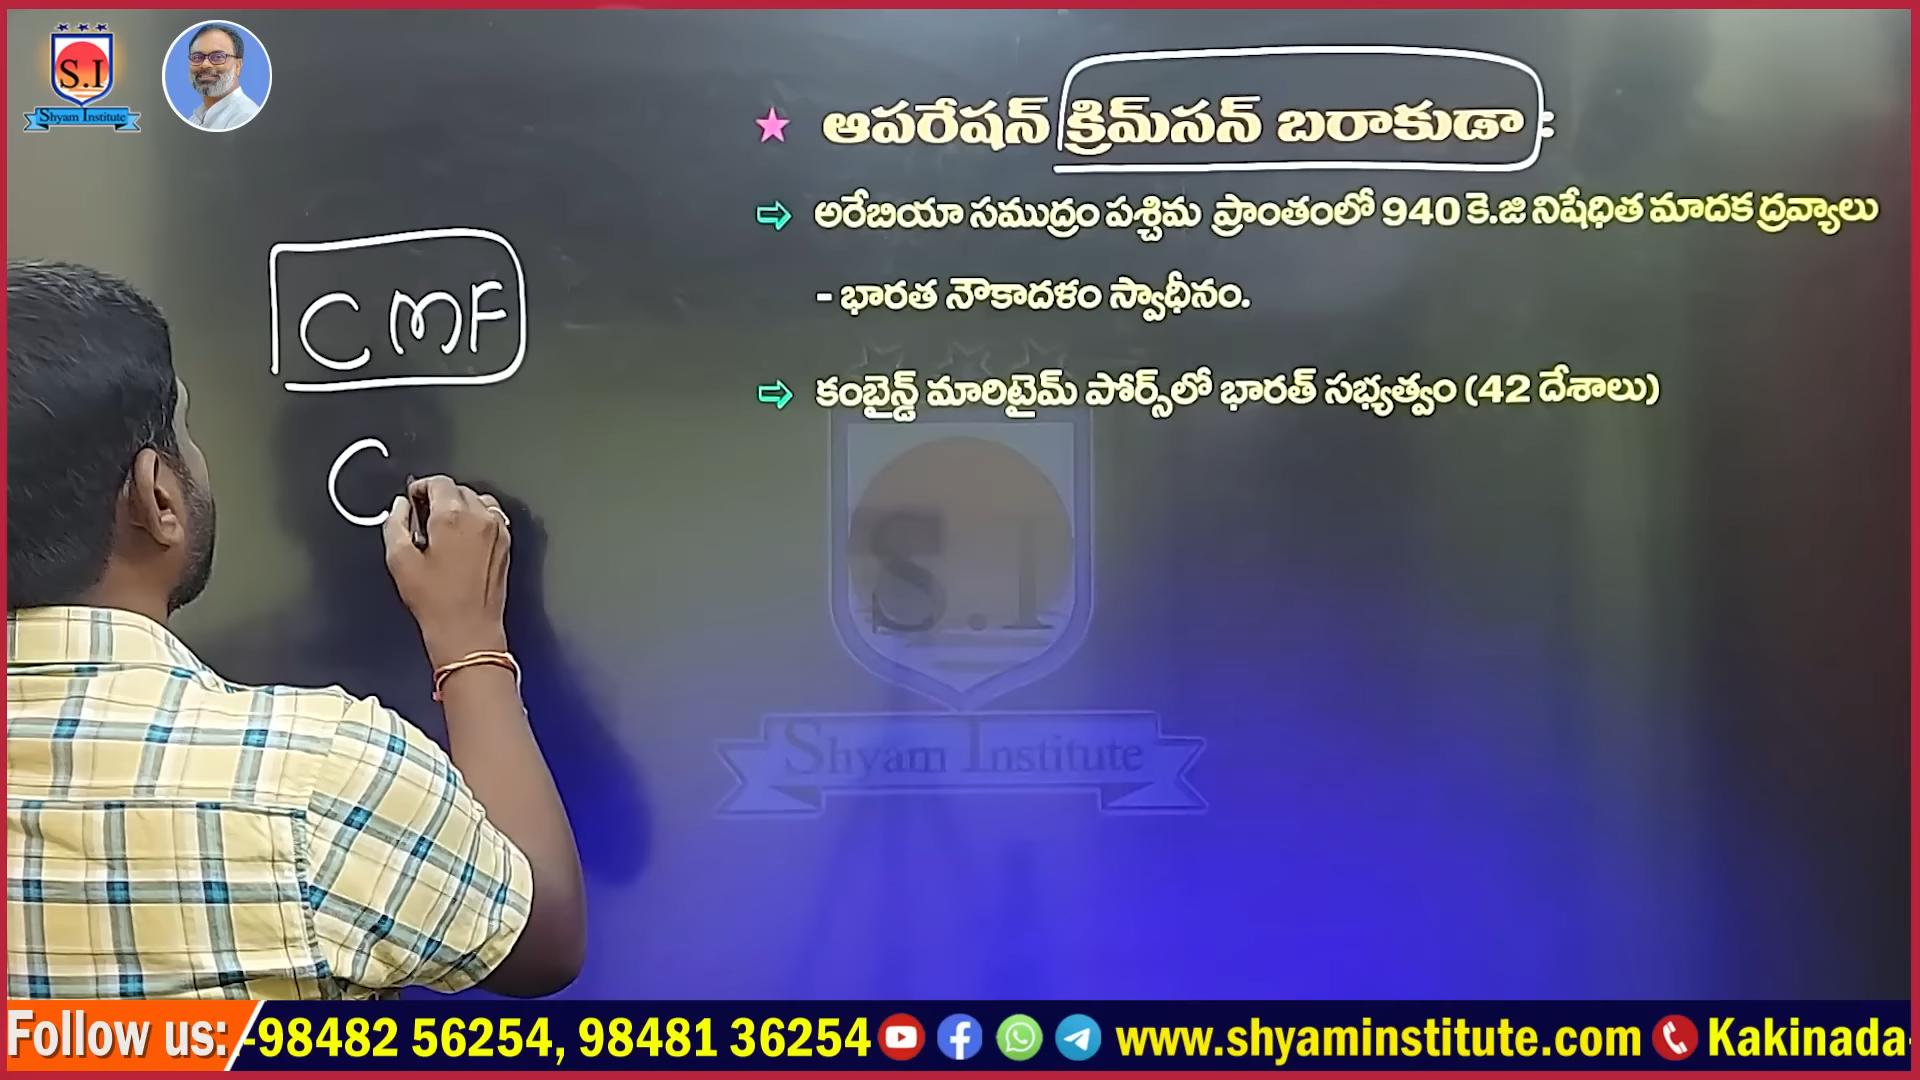 S.I
Shyam Institute
★ ఆపరేషన్ క్రిమ్‌సన్ బరాకుడా :
⇨ అరేబియా సముద్రం పశ్చిమ ప్రాంతంలో 940 కె.జి నిషేధిత మాదక ద్రవ్యాలు
- భారత నౌకాదళం స్వాధీనం.
⇨ కంబైన్డ్ మారిటైమ్ పోర్స్‌లో భారత్ సభ్యత్వం (42 దేశాలు)
CMF
C
S.I
Shyam Institute
Follow us: -98482 56254, 98481 36254 www.shyaminstitute.com Kakinada-